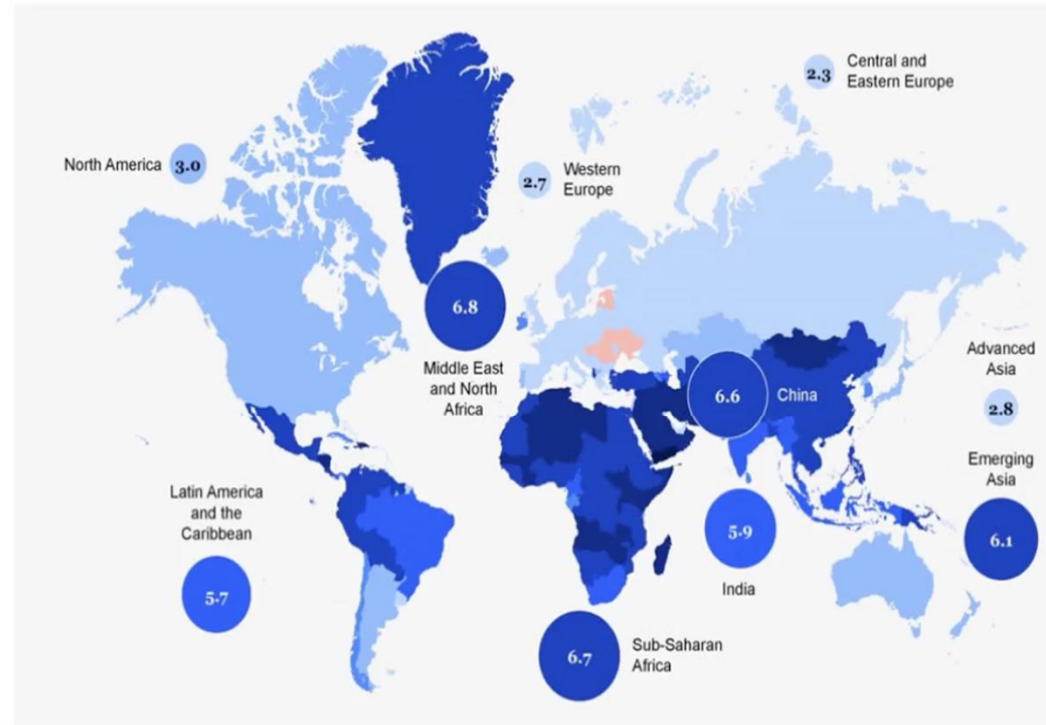 2.3
Central and
Eastern Europe
North America
3.0
2.7
Western
Europe
6.8
Middle East
and North
Africa
6.6
China
Advanced
Asia
2.8
Latin America
and the
Caribbean
5.7
5.9
India
Emerging
Asia
6.1
6.7
Sub-Saharan
Africa